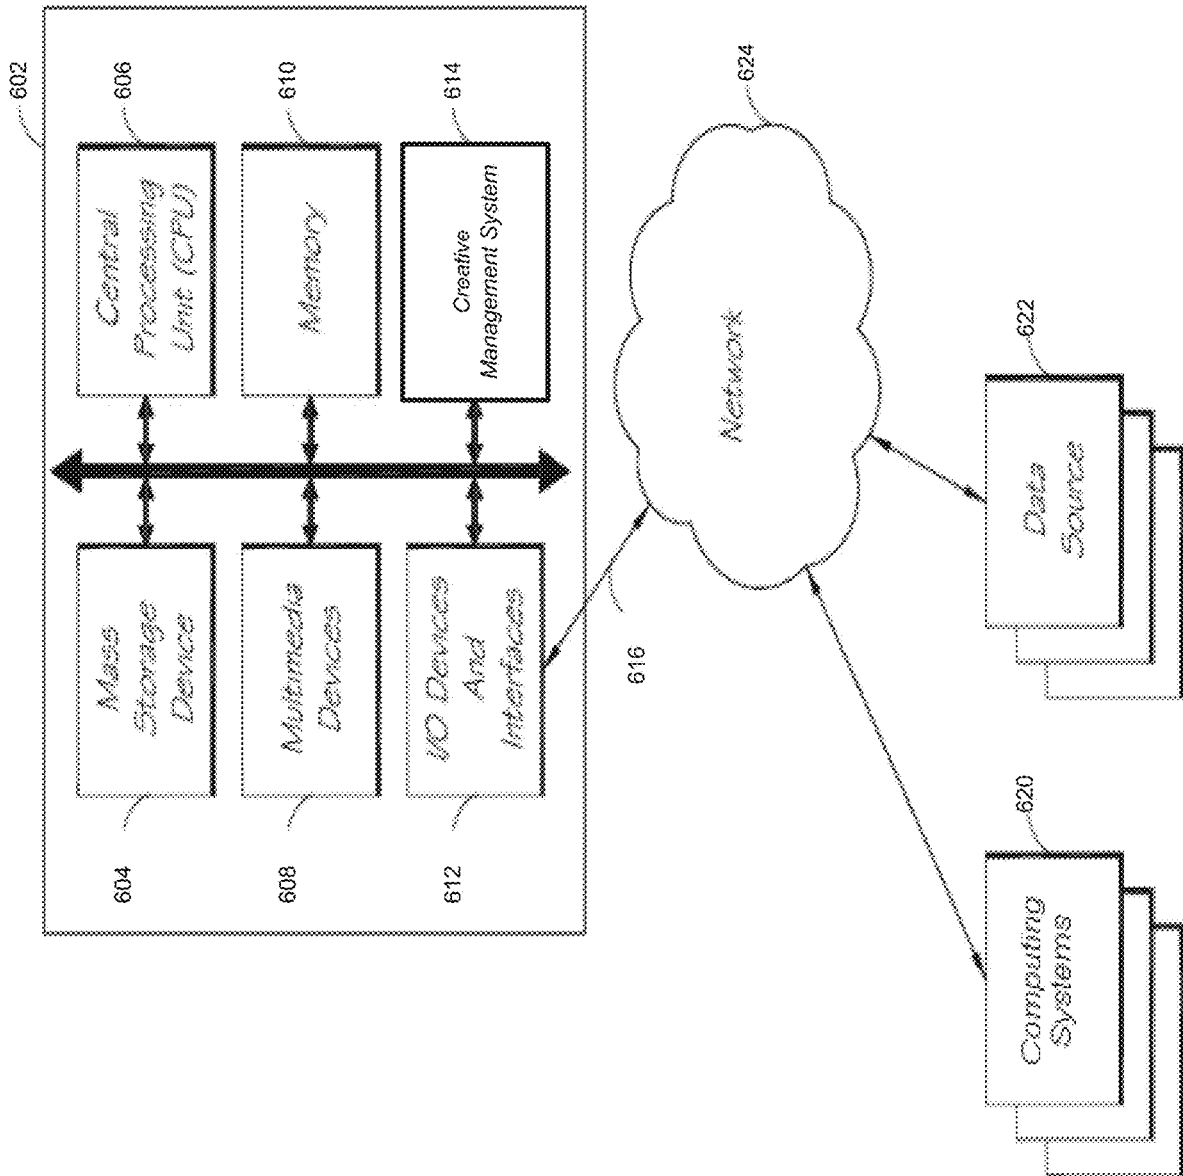 602
606
Central
Processing
Unit (CPU)
610
Memory
614
Creative
Management System
Mass
Storage
Device
604
Multimedia
Devices
608
I/O Devices
And
Interfaces
612
616
Network
624
Data
Source
622
Computing
Systems
620